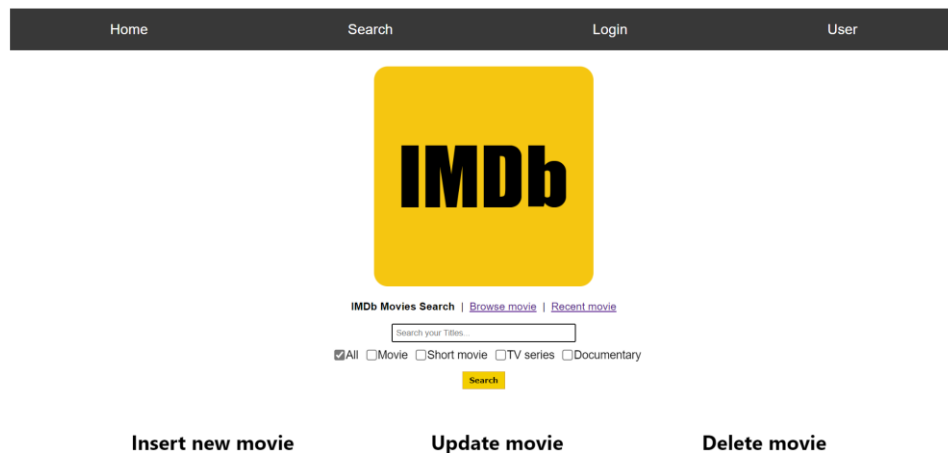 Home Search Login User
IMDb
IMDb Movies Search | Browse movie | Recent movie
Search your Titles...
All Movie Short movie TV series Documentary
Search
Insert new movie Update movie Delete movie